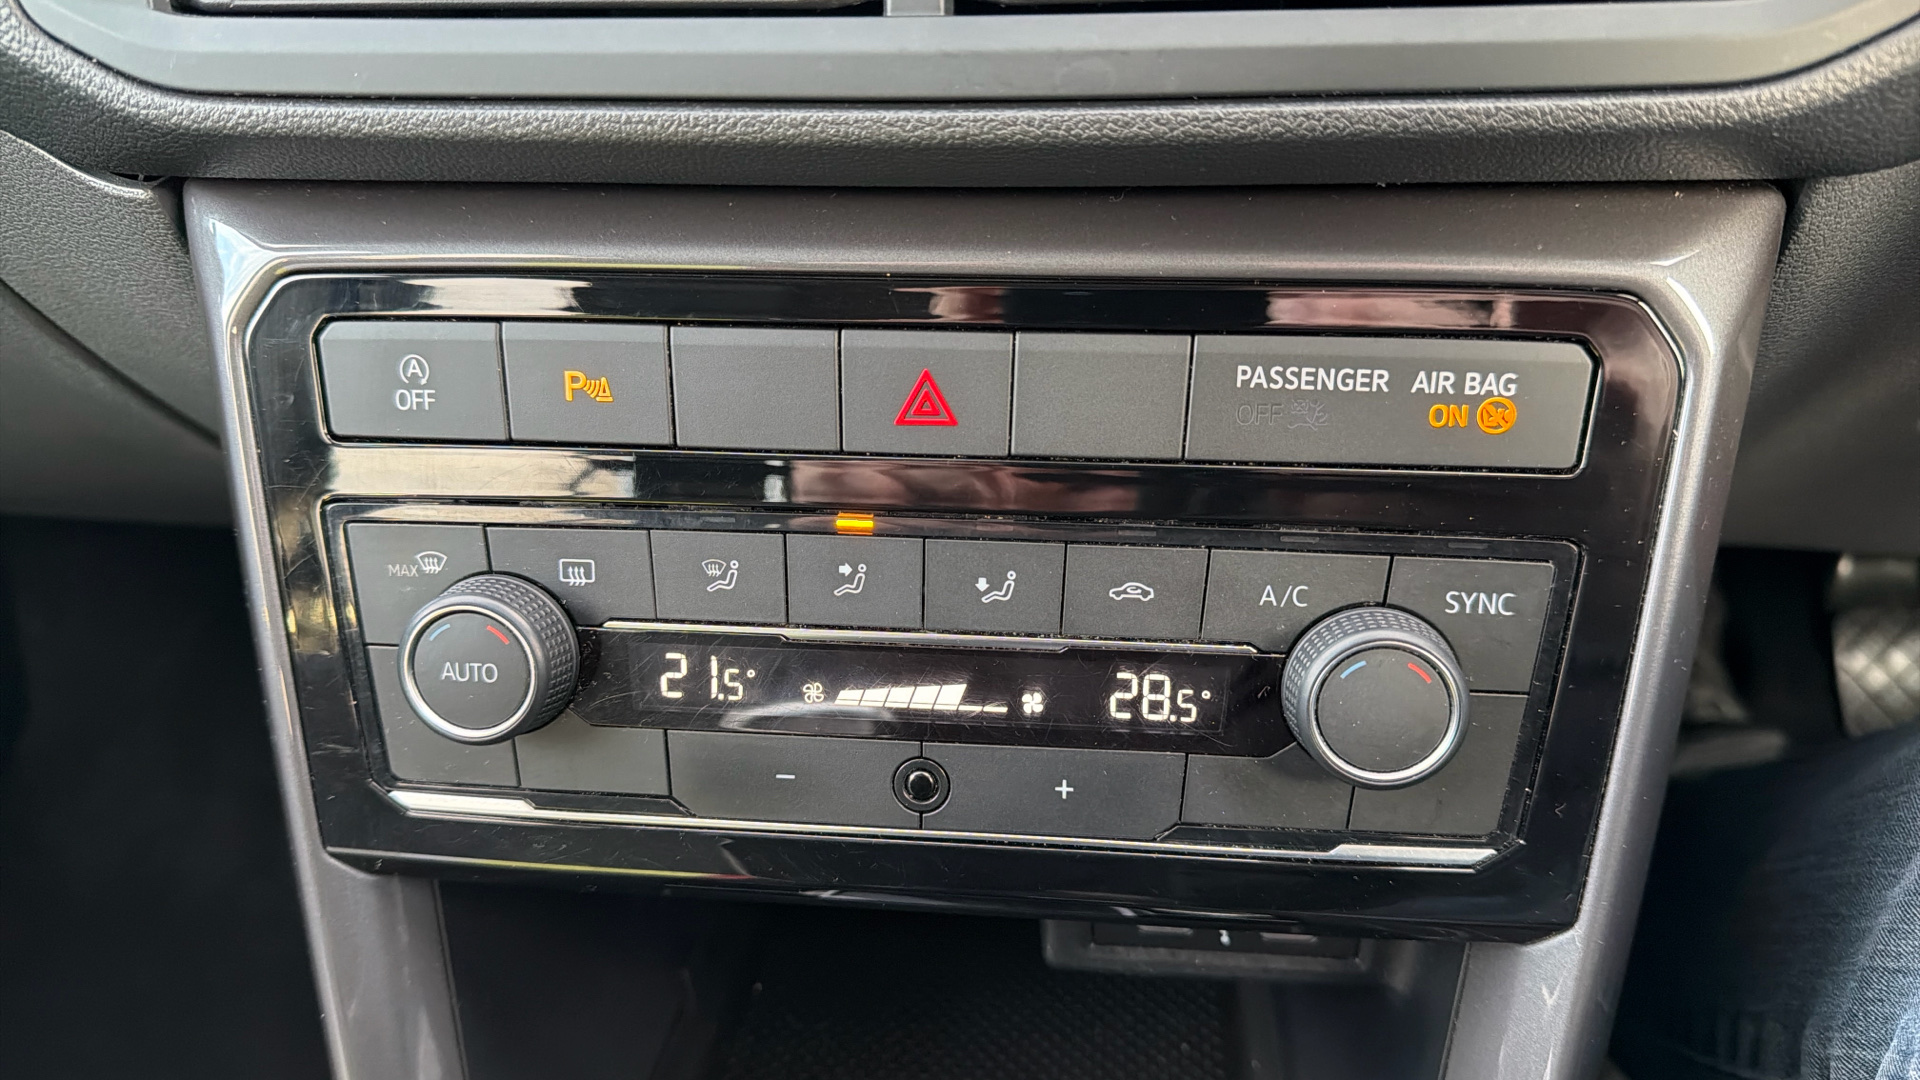 A
OFF
P
PASSENGER AIR BAG
OFF ON
MAX
A/C
SYNC
AUTO
21.5°
28.5°
− +